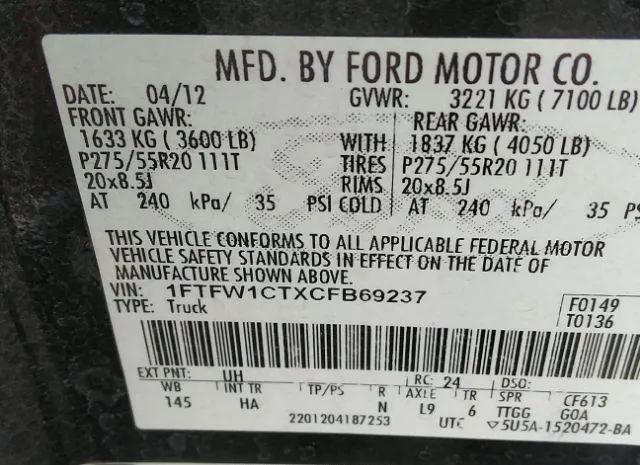 MFD. BY FORD MOTOR CO.
DATE: 04/12 GVWR: 3221 KG ( 7100 LB)
FRONT GAWR: REAR GAWR:
1633 KG ( 3600 LB) WITH 1837 KG ( 4050 LB)
P275/55R20 111T TIRES P275/55R20 111T
20x8.5J RIMS 20x8.5J
AT 240 kPa/ 35 PSI COLD AT 240 kPa/ 35 PS
THIS VEHICLE CONFORMS TO ALL APPLICABLE FEDERAL MOTOR
VEHICLE SAFETY STANDARDS IN EFFECT ON THE DATE OF
MANUFACTURE SHOWN ABOVE.
VIN: 1FTFW1CTXCFB69237
TYPE: Truck
F0149
T0136
EXT PNT: UH RC: 24 DSO:
WB INT TR TP/PS R AXLE TR SPR CF613
145 HA N L9 6 TTGG GOA
2201204187253 UTC ▽5U5A-1520472-BA